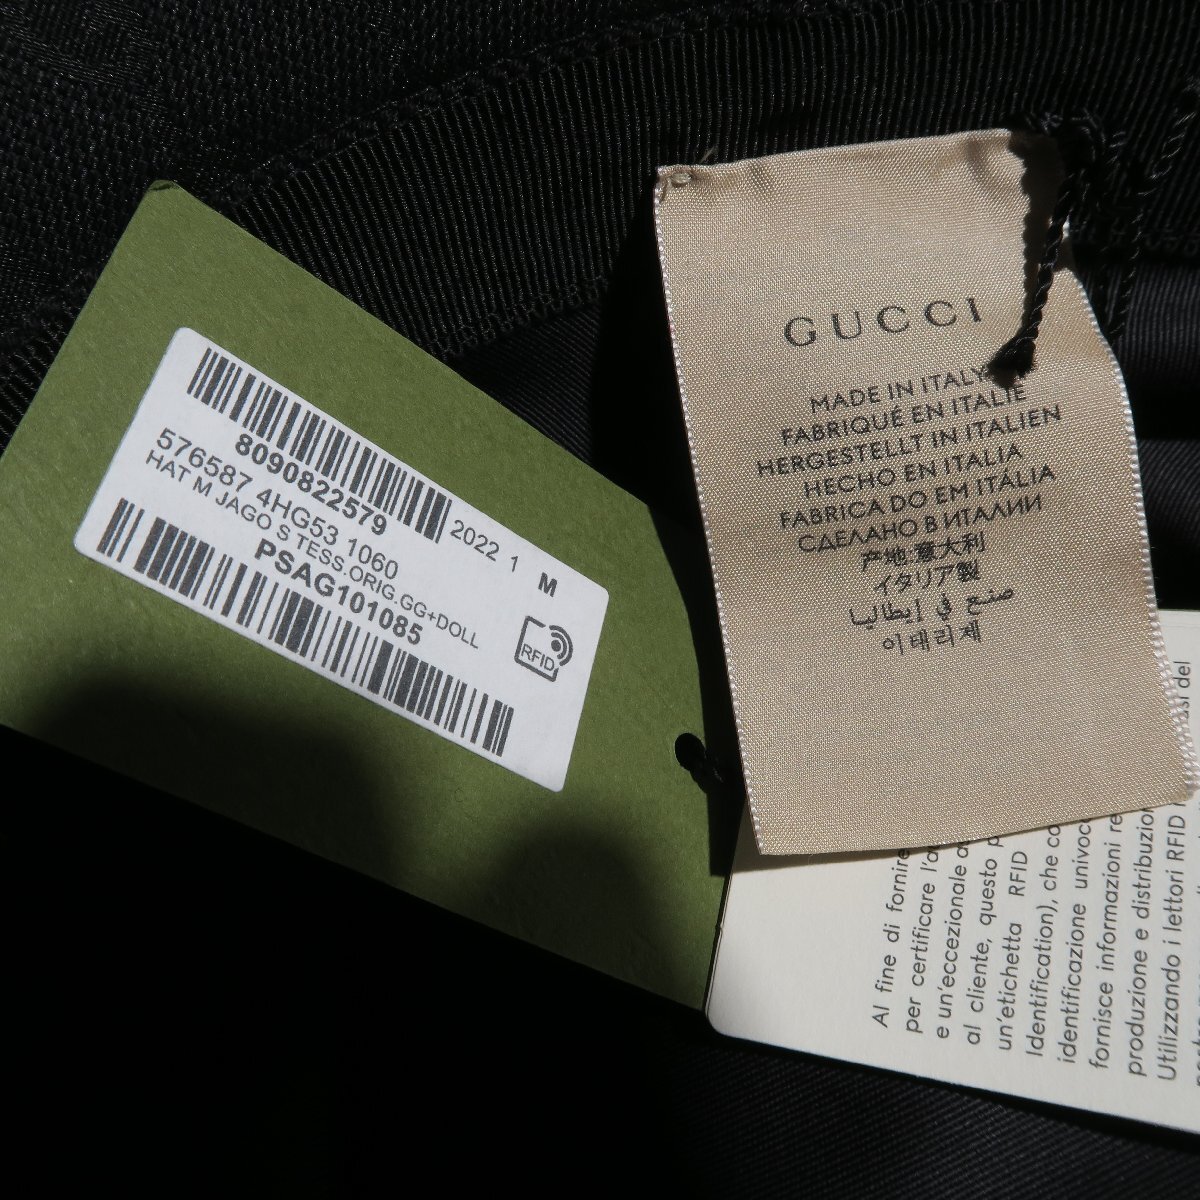 8090822579
2022 1 M
576587 4HG53 1060
HAT M JAGO S TESS.ORIG.GG+DOLL
PSAG101085
RFID
GUCCI
MADE IN ITALY
FABRIQUÉ EN ITALIE
HERGESTELLT IN ITALIEN
HECHO EN ITALIA
FABRICA DO EM ITÁLIA
СДЕЛАНО В ИТАЛИИ
产地:意大利
イタリア製
صنع في إيطاليا
이태리제
Al fine di fornire
per certificare
e un'eccezionale
al cliente, questo
un'etichetta RFID
Identification), che
identificazione univoc
fornisce informazioni
produzione e distribuzion
Utilizzando i lettori RFID